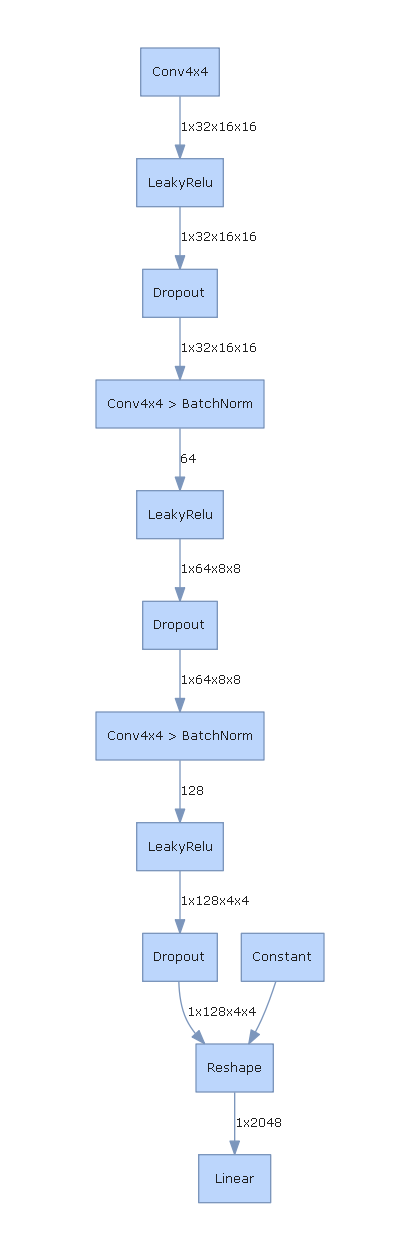 Conv4x4
1x32x16x16
LeakyRelu
1x32x16x16
Dropout
1x32x16x16
Conv4x4 > BatchNorm
64
LeakyRelu
1x64x8x8
Dropout
1x64x8x8
Conv4x4 > BatchNorm
128
LeakyRelu
1x128x4x4
Dropout
Constant
1x128x4x4
Reshape
1x2048
Linear